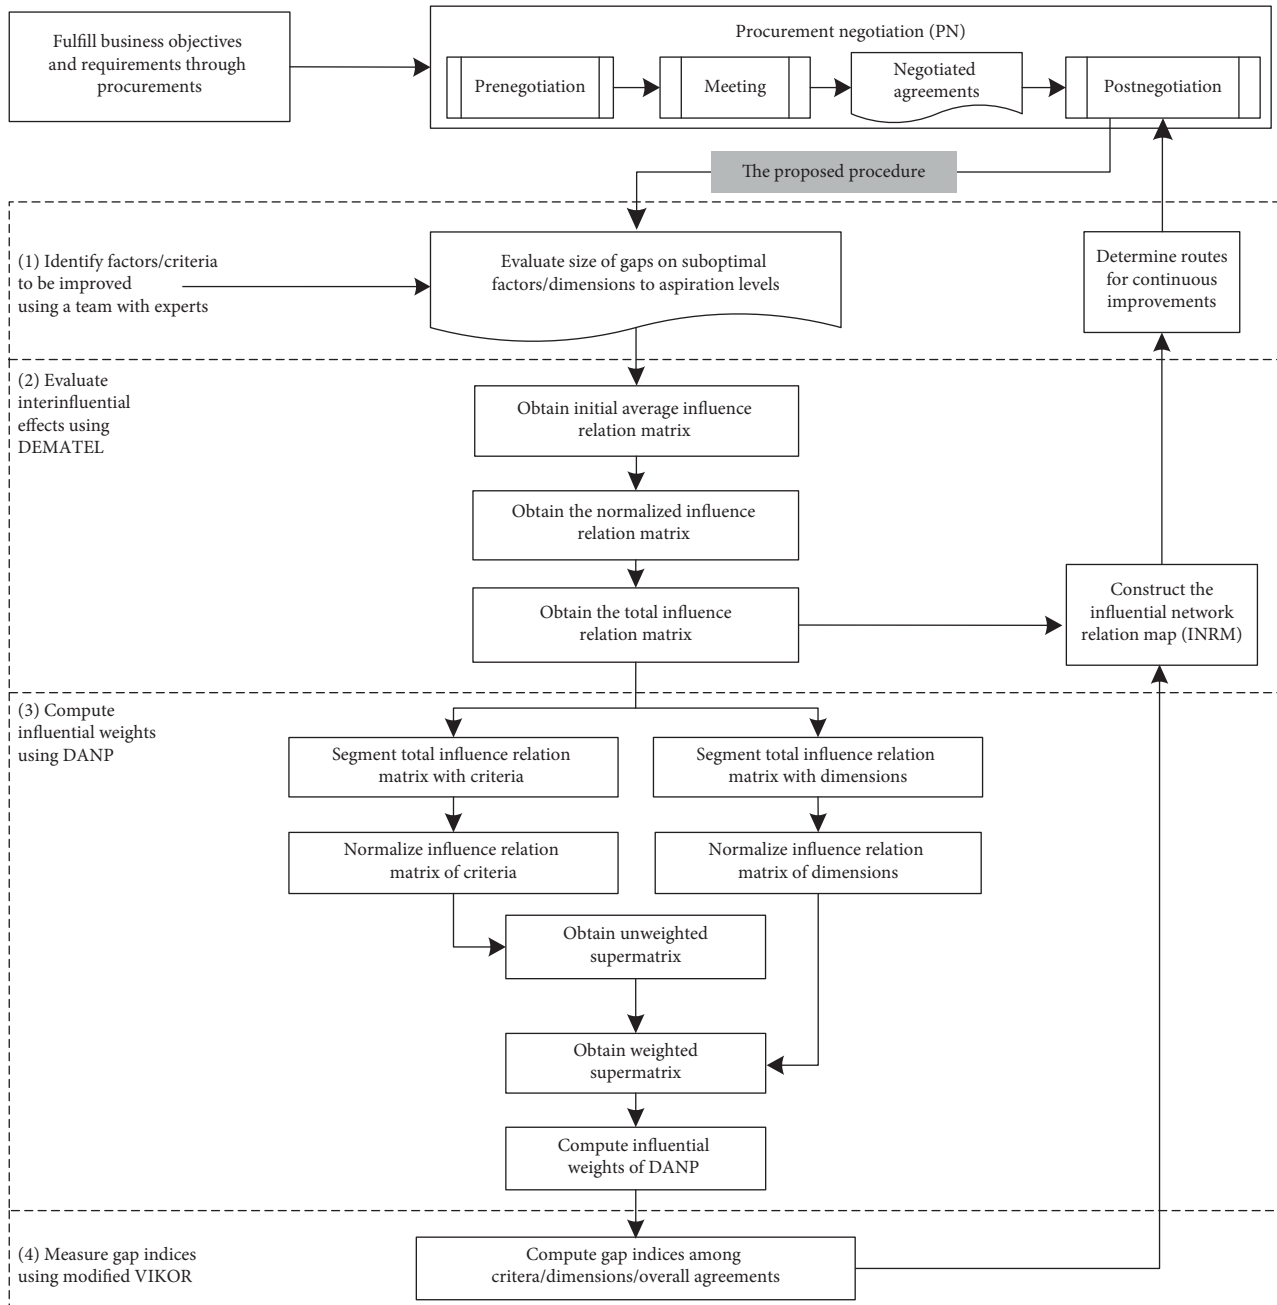 Fulfill business objectives
and requirements through
procurements
Procurement negotiation (PN)
Prenegotiation
Meeting
Negotiated
agreements
Postnegotiation
The proposed procedure
(1) Identify factors/criteria
to be improved
using a team with experts
Evaluate size of gaps on suboptimal
factors/dimensions to aspiration levels
Determine routes
for continuous
improvements
(2) Evaluate
interinfluential
effects using
DEMATEL
Obtain initial average influence
relation matrix
Obtain the normalized influence
relation matrix
Obtain the total influence
relation matrix
Construct the
influential network
relation map (INRM)
(3) Compute
influential weights
using DANP
Segment total influence relation
matrix with criteria
Segment total influence relation
matrix with dimensions
Normalize influence relation
matrix of criteria
Normalize influence relation
matrix of dimensions
Obtain unweighted
supermatrix
Obtain weighted
supermatrix
Compute influential
weights of DANP
(4) Measure gap indices
using modified VIKOR
Compute gap indices among
critera/dimensions/overall agreements